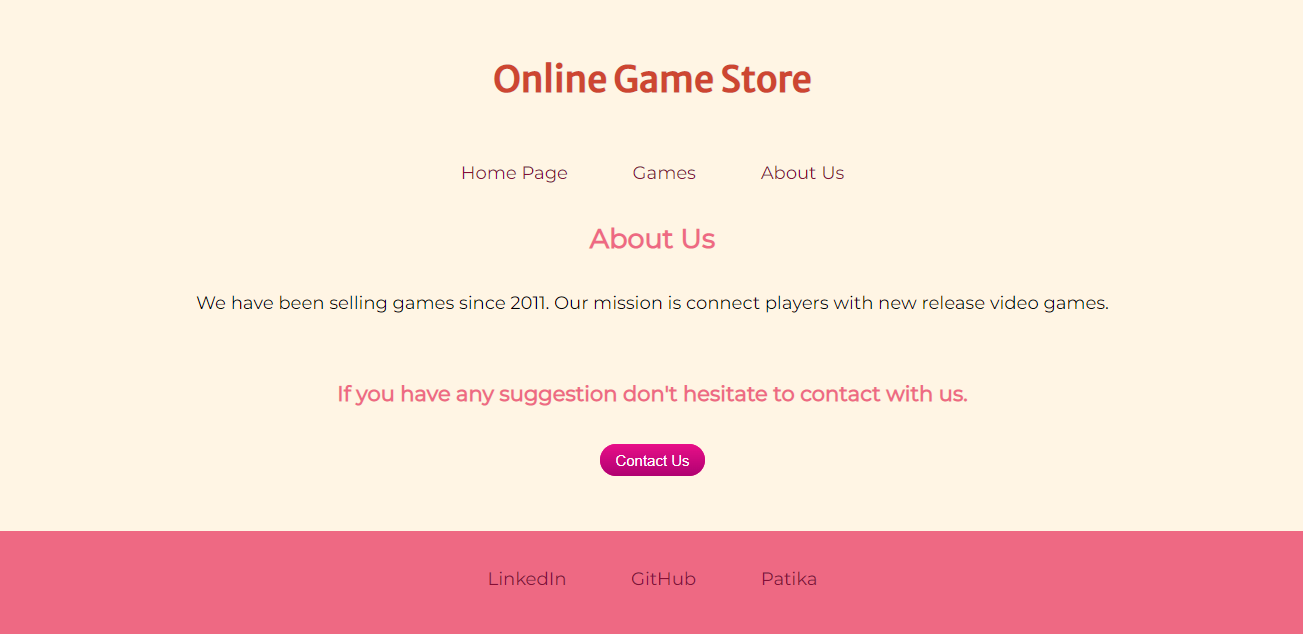 Online Game Store
Home Page Games About Us
About Us
We have been selling games since 2011. Our mission is connect players with new release video games.
If you have any suggestion don't hesitate to contact with us.
Contact Us
LinkedIn GitHub Patika